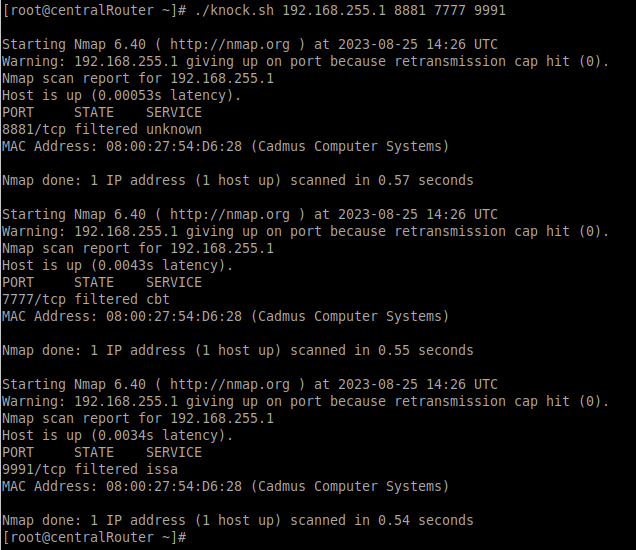 [root@centralRouter ~]# ./knock.sh 192.168.255.1 8881 7777 9991
Starting Nmap 6.40 ( http://nmap.org ) at 2023-08-25 14:26 UTC
Warning: 192.168.255.1 giving up on port because retransmission cap hit (0).
Nmap scan report for 192.168.255.1
Host is up (0.00053s latency).
PORT     STATE    SERVICE
8881/tcp filtered unknown
MAC Address: 08:00:27:54:D6:28 (Cadmus Computer Systems)
Nmap done: 1 IP address (1 host up) scanned in 0.57 seconds
Starting Nmap 6.40 ( http://nmap.org ) at 2023-08-25 14:26 UTC
Warning: 192.168.255.1 giving up on port because retransmission cap hit (0).
Nmap scan report for 192.168.255.1
Host is up (0.0043s latency).
PORT     STATE    SERVICE
7777/tcp filtered cbt
MAC Address: 08:00:27:54:D6:28 (Cadmus Computer Systems)
Nmap done: 1 IP address (1 host up) scanned in 0.55 seconds
Starting Nmap 6.40 ( http://nmap.org ) at 2023-08-25 14:26 UTC
Warning: 192.168.255.1 giving up on port because retransmission cap hit (0).
Nmap scan report for 192.168.255.1
Host is up (0.0034s latency).
PORT     STATE    SERVICE
9991/tcp filtered issa
MAC Address: 08:00:27:54:D6:28 (Cadmus Computer Systems)
Nmap done: 1 IP address (1 host up) scanned in 0.54 seconds
[root@centralRouter ~]#